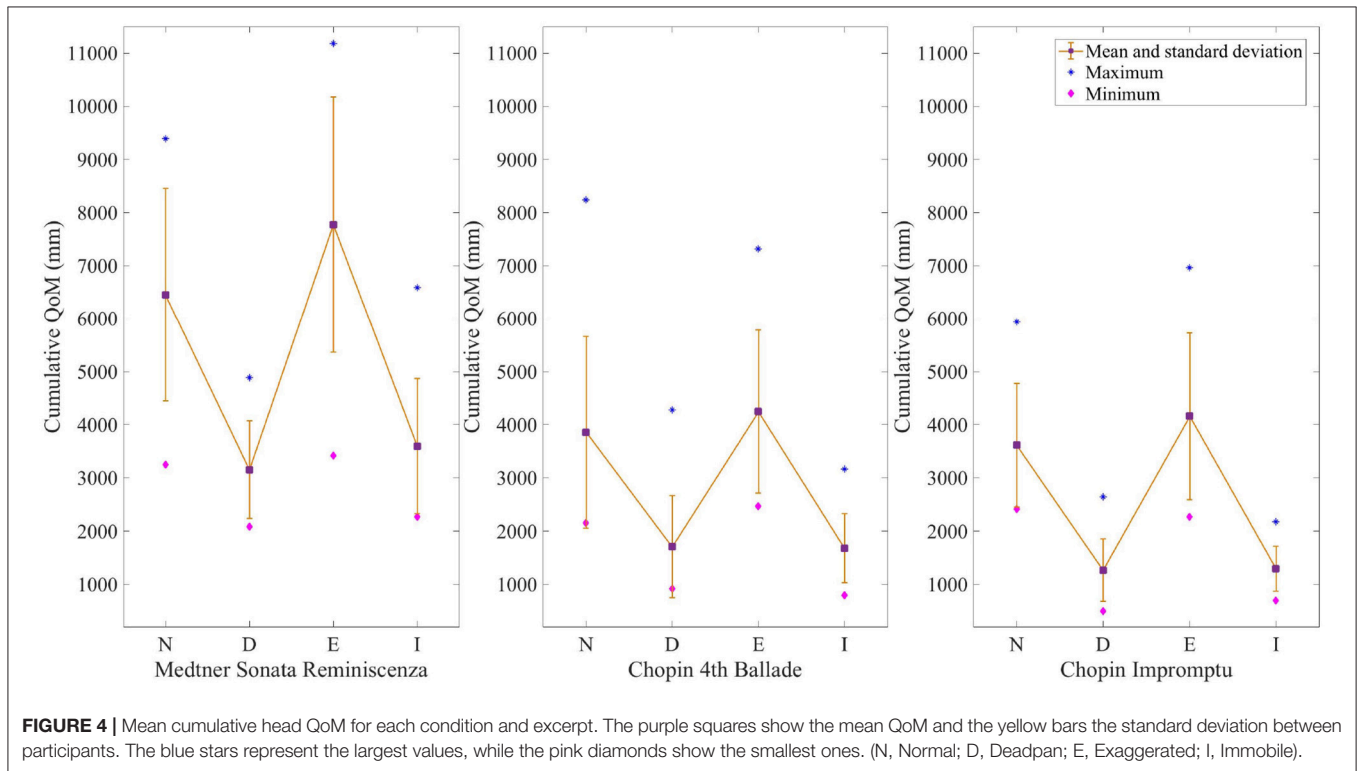 11000
10000
9000
8000
7000
6000
5000
4000
3000
2000
1000
Cumulative QoM (mm)
N D E I
Medtner Sonata Reminiscenza
11000
10000
9000
8000
7000
6000
5000
4000
3000
2000
1000
Cumulative QoM (mm)
N D E I
Chopin 4th Ballade
11000
10000
9000
8000
7000
6000
5000
4000
3000
2000
1000
Cumulative QoM (mm)
Mean and standard deviation
Maximum
Minimum
N D E I
Chopin Impromptu
FIGURE 4 | Mean cumulative head QoM for each condition and excerpt. The purple squares show the mean QoM and the yellow bars the standard deviation between
participants. The blue stars represent the largest values, while the pink diamonds show the smallest ones. (N, Normal; D, Deadpan; E, Exaggerated; I, Immobile).